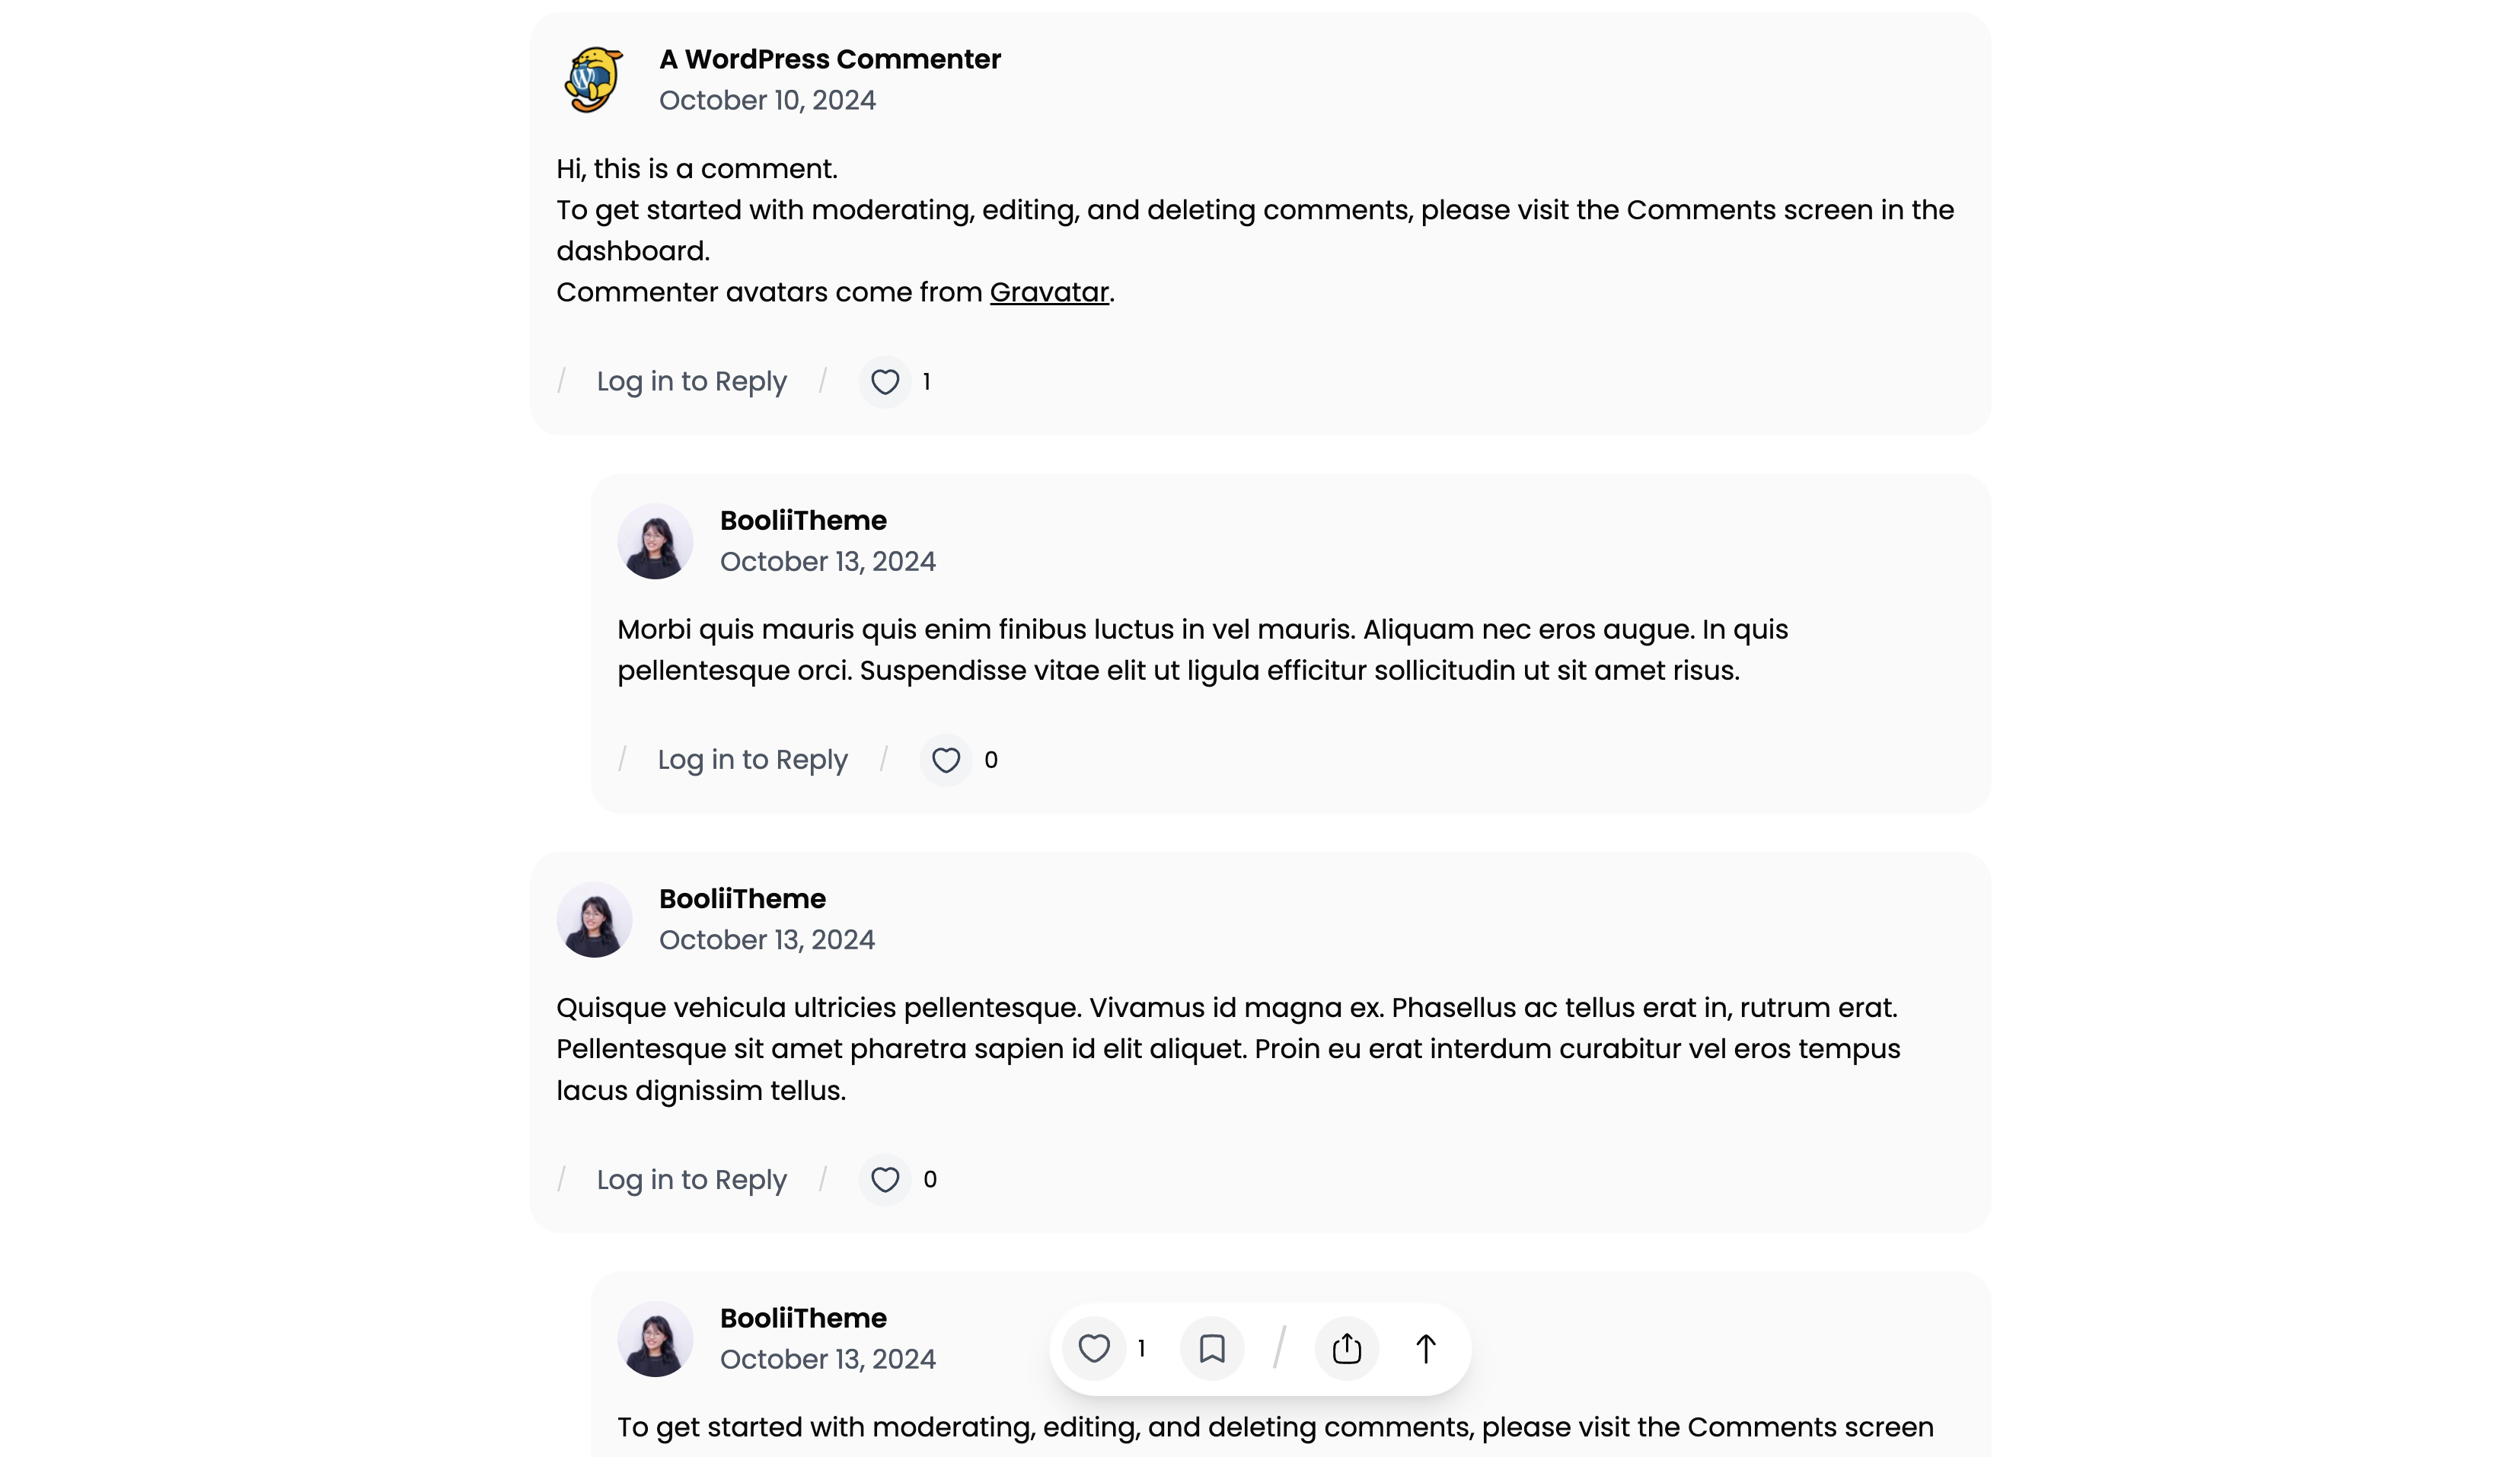 A WordPress Commenter
October 10, 2024
Hi, this is a comment.
To get started with moderating, editing, and deleting comments, please visit the Comments screen in the
dashboard.
Commenter avatars come from Gravatar.
/ Log in to Reply / 1
BooliiTheme
October 13, 2024
Morbi quis mauris quis enim finibus luctus in vel mauris. Aliquam nec eros augue. In quis
pellentesque orci. Suspendisse vitae elit ut ligula efficitur sollicitudin ut sit amet risus.
/ Log in to Reply / 0
BooliiTheme
October 13, 2024
Quisque vehicula ultricies pellentesque. Vivamus id magna ex. Phasellus ac tellus erat in, rutrum erat.
Pellentesque sit amet pharetra sapien id elit aliquet. Proin eu erat interdum curabitur vel eros tempus
lacus dignissim tellus.
/ Log in to Reply / 0
BooliiTheme
October 13, 2024
1 /
To get started with moderating, editing, and deleting comments, please visit the Comments screen